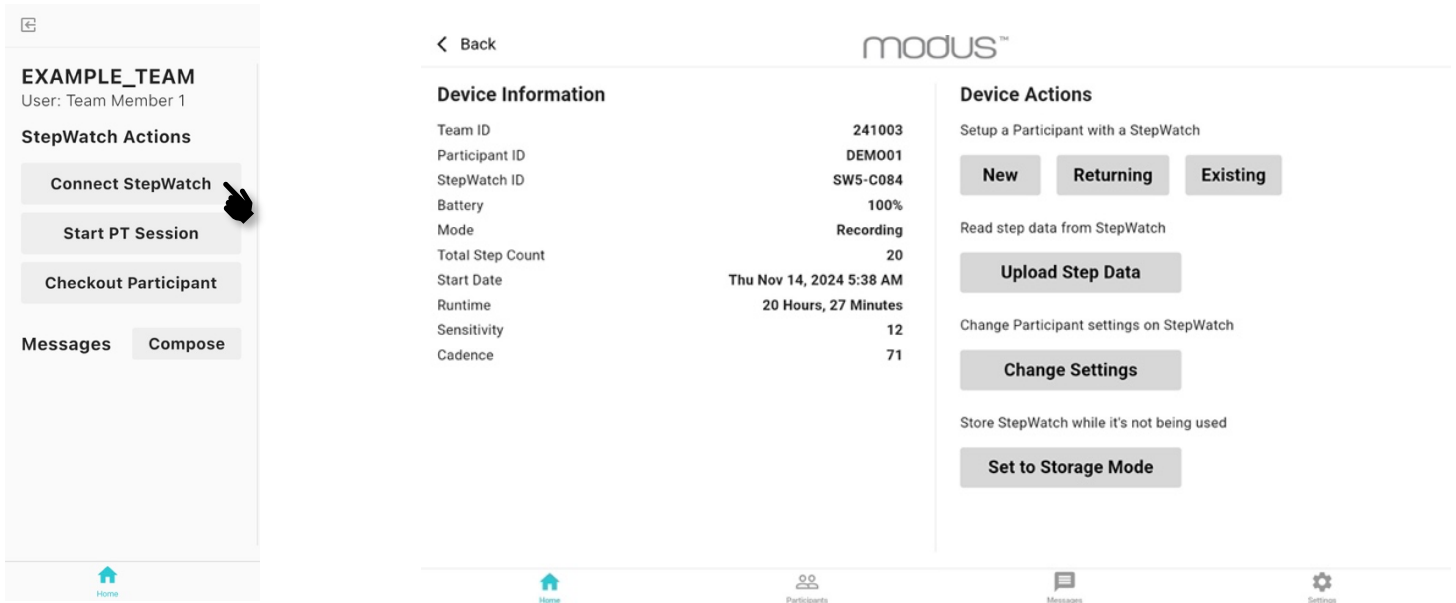 EXAMPLE_TEAM
User: Team Member 1
StepWatch Actions
Connect StepWatch
Start PT Session
Checkout Participant
Messages Compose
Home
Back
modus™
Device Information
Team ID 241003
Participant ID DEMO01
StepWatch ID SW5-C084
Battery 100%
Mode Recording
Total Step Count 20
Start Date Thu Nov 14, 2024 5:38 AM
Runtime 20 Hours, 27 Minutes
Sensitivity 12
Cadence 71
Device Actions
Setup a Participant with a StepWatch
New Returning Existing
Read step data from StepWatch
Upload Step Data
Change Participant settings on StepWatch
Change Settings
Store StepWatch while it's not being used
Set to Storage Mode
Home Participants Messages Settings